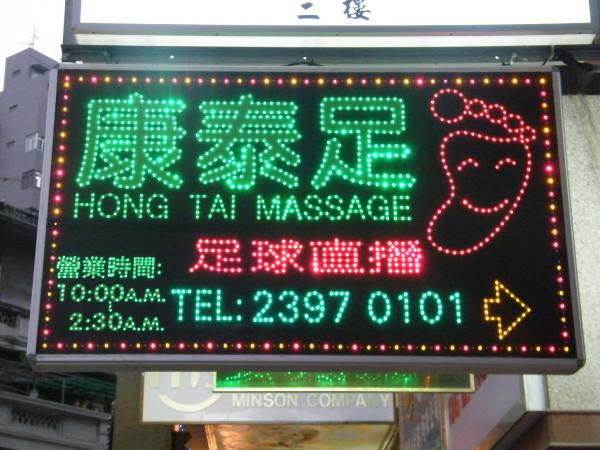 二樓
康泰足
HONG TAI MASSAGE
足球直播
營業時間:
10:00A.M.
2:30A.M.
TEL: 2397 0101
MINSON COMPANY